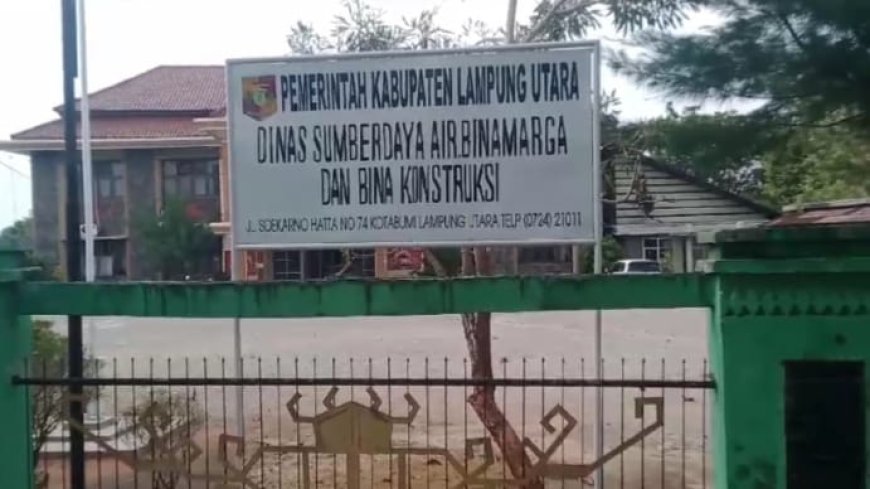 PEMERINTAH KABUPATEN LAMPUNG UTARA
DINAS SUMBERDAYA AIR.BINAMARGA
DAN BINA KONSTRUKSI
JL. SOEKARNO HATTA NO 74 KOTABUMI LAMPUNG UTARA TELP (0724) 21011